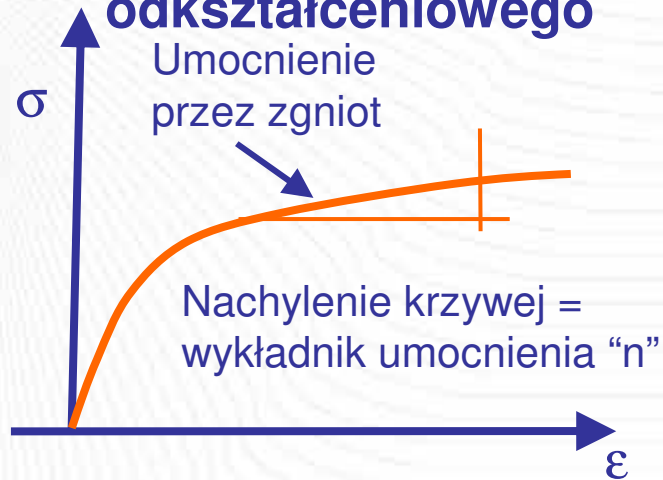 odkształceniowego
Umocnienie
przez zgniot
σ
Nachylenie krzywej =
wykładnik umocnienia “n”
ε